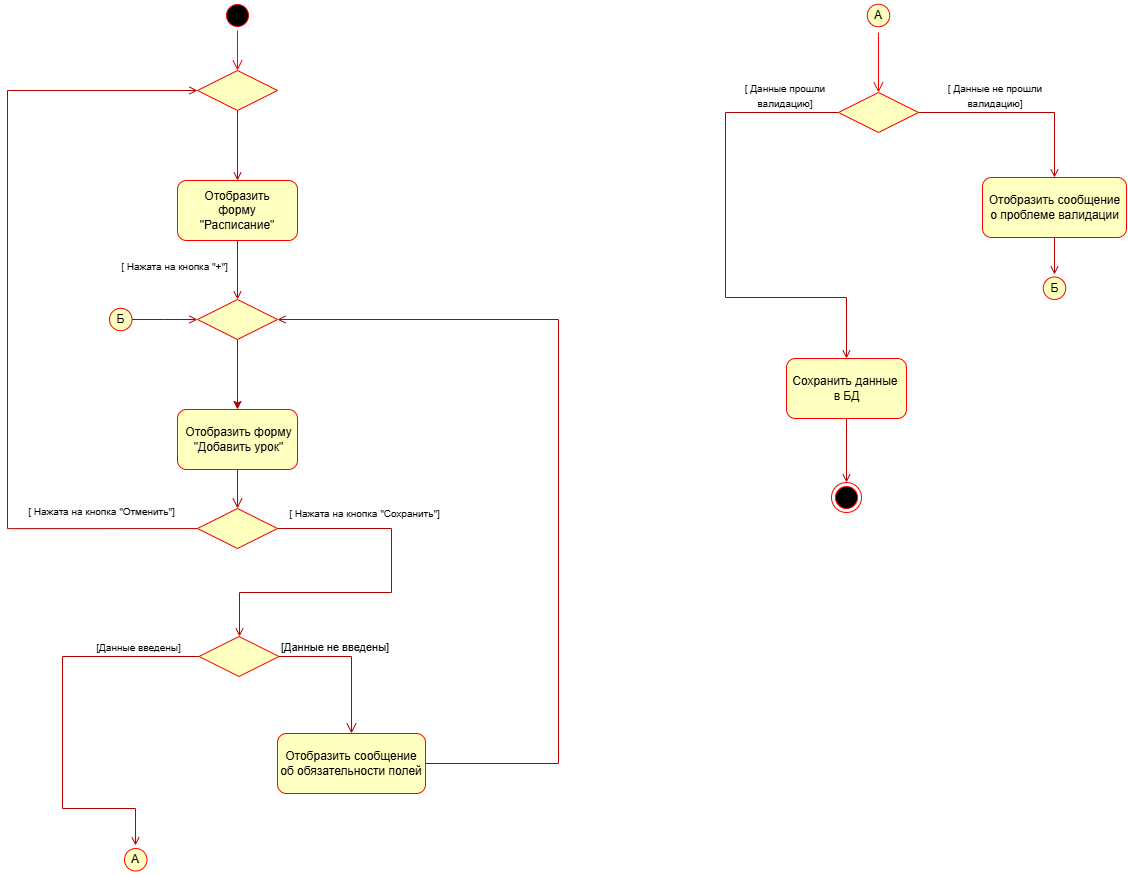 Отобразить
форму
"Расписание"
[ Нажата на кнопка "+"]
Б
Отобразить форму
"Добавить урок"
[ Нажата на кнопка "Отменить"]
[ Нажата на кнопка "Сохранить"]
[Данные введены]
[Данные не введены]
Отобразить сообщение
об обязательности полей
А
А
[ Данные прошли
валидацию]
[ Данные не прошли
валидацию]
Отобразить сообщение
о проблеме валидации
Б
Сохранить данные
в БД